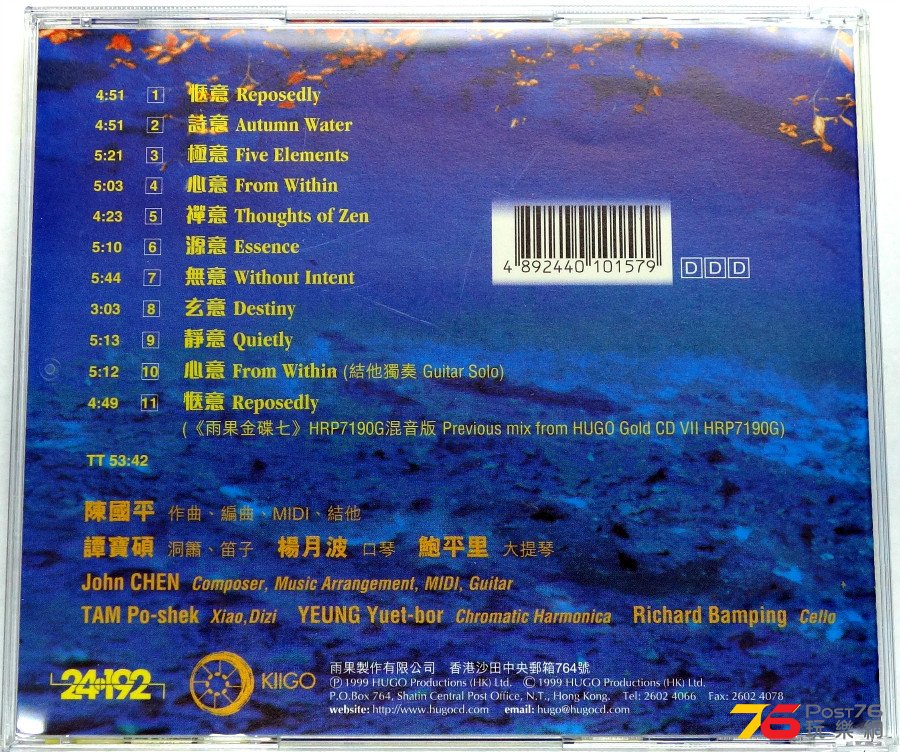 4:51 1 愜意 Reposedly
4:51 2 詩意 Autumn Water
5:21 3 極意 Five Elements
5:03 4 心意 From Within
4:23 5 禪意 Thoughts of Zen
5:10 6 源意 Essence
5:44 7 無意 Without Intent
3:03 8 玄意 Destiny
5:13 9 靜意 Quietly
5:12 10 心意 From Within (結他獨奏 Guitar Solo)
4:49 11 愜意 Reposedly
(《雨果金碟七》HRP7190G混音版 Previous mix from HUGO Gold CD VII HRP7190G)
TT 53:42
4 892440 101579
DDD
陳國平 作曲、編曲、MIDI、結他
譚寶碩 洞簫、笛子 楊月波 口琴 鮑平里 大提琴
John CHEN Composer, Music Arrangement, MIDI, Guitar
TAM Po-shek Xiao, Dizi YEUNG Yuet-bor Chromatic Harmonica Richard Bamping Cello
24+192
KIIGO
雨果製作有限公司 香港沙田中央郵箱764號
Ⓟ 1999 HUGO Productions (HK) Ltd. © 1999 HUGO Productions (HK) Ltd.
P.O.Box 764, Shatin Central Post Office, N.T., Hong Kong. Tel: 2602 4066 Fax: 2602 4078
website: http://www.hugocd.com email: hugo@hugocd.com
76 POST76
玩樂網